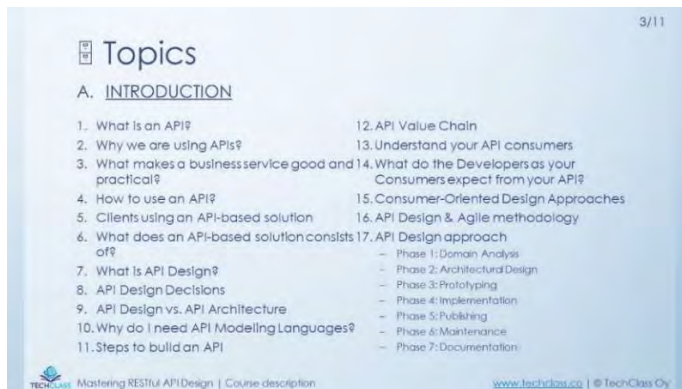 3/11
Topics
A. INTRODUCTION
1. What is an API?
2. Why we are using APIs?
3. What makes a business service good and
practical?
4. How to use an API?
5. Clients using an API-based solution
6. What does an API-based solution consists
of?
7. What is API Design?
8. API Design Decisions
9. API Design vs. API Architecture
10. Why do I need API Modeling Languages?
11. Steps to build an API
12. API Value Chain
13. Understand your API consumers
14. What do the Developers as your
Consumers expect from your API?
15. Consumer-Oriented Design Approaches
16. API Design & Agile methodology
17. API Design approach
– Phase 1: Domain Analysis
– Phase 2: Architectural Design
– Phase 3: Prototyping
– Phase 4: Implementation
– Phase 5: Publishing
– Phase 6: Maintenance
– Phase 7: Documentation
TECHCLASS
Mastering RESTful API Design | Course description
www.techclass.co | © TechClass Oy